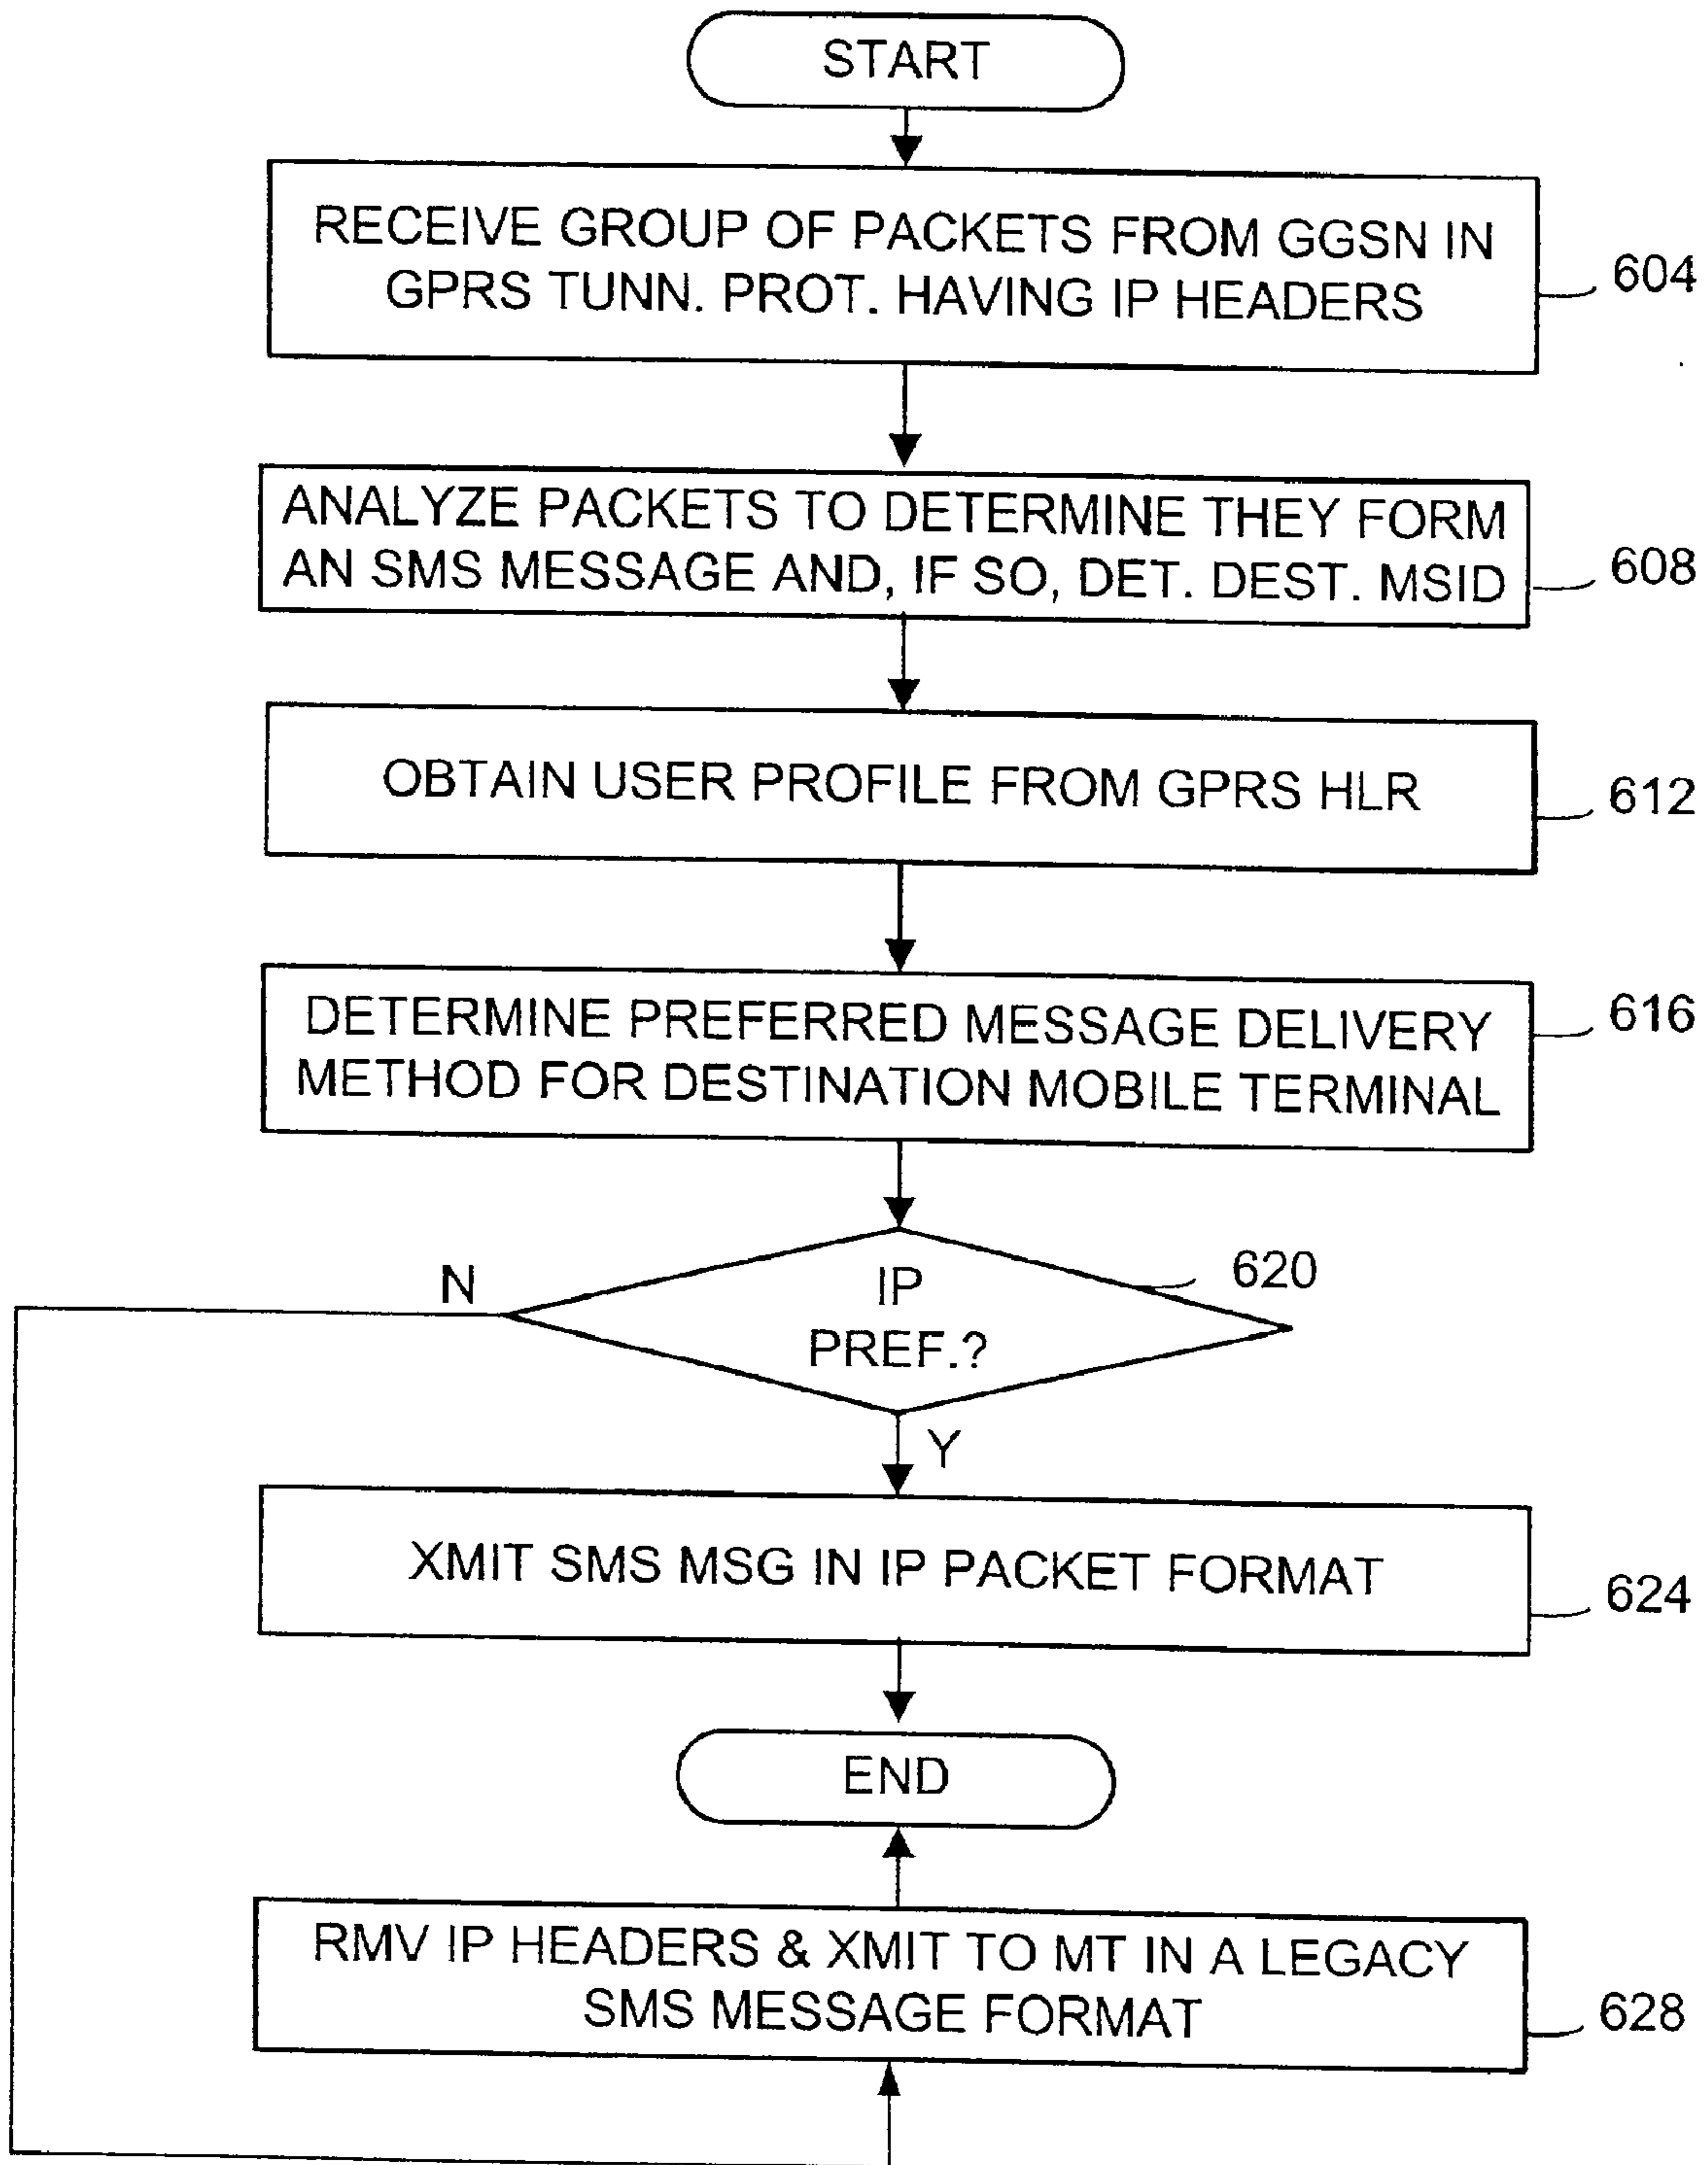 START
RECEIVE GROUP OF PACKETS FROM GGSN IN
GPRS TUNN. PROT. HAVING IP HEADERS
604
ANALYZE PACKETS TO DETERMINE THEY FORM
AN SMS MESSAGE AND, IF SO, DET. DEST. MSID
608
OBTAIN USER PROFILE FROM GPRS HLR
612
DETERMINE PREFERRED MESSAGE DELIVERY
METHOD FOR DESTINATION MOBILE TERMINAL
616
N
IP
PREF.?
620
Y
XMIT SMS MSG IN IP PACKET FORMAT
624
END
RMV IP HEADERS & XMIT TO MT IN A LEGACY
SMS MESSAGE FORMAT
628